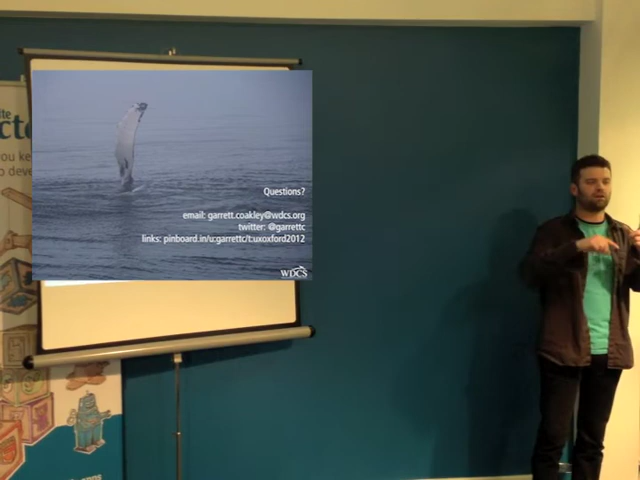 Questions?
email: garrett.coakley@wdcs.org
twitter: @garrettc
links: pinboard.in/u:garrettc/t:uxoxford2012
WDCS